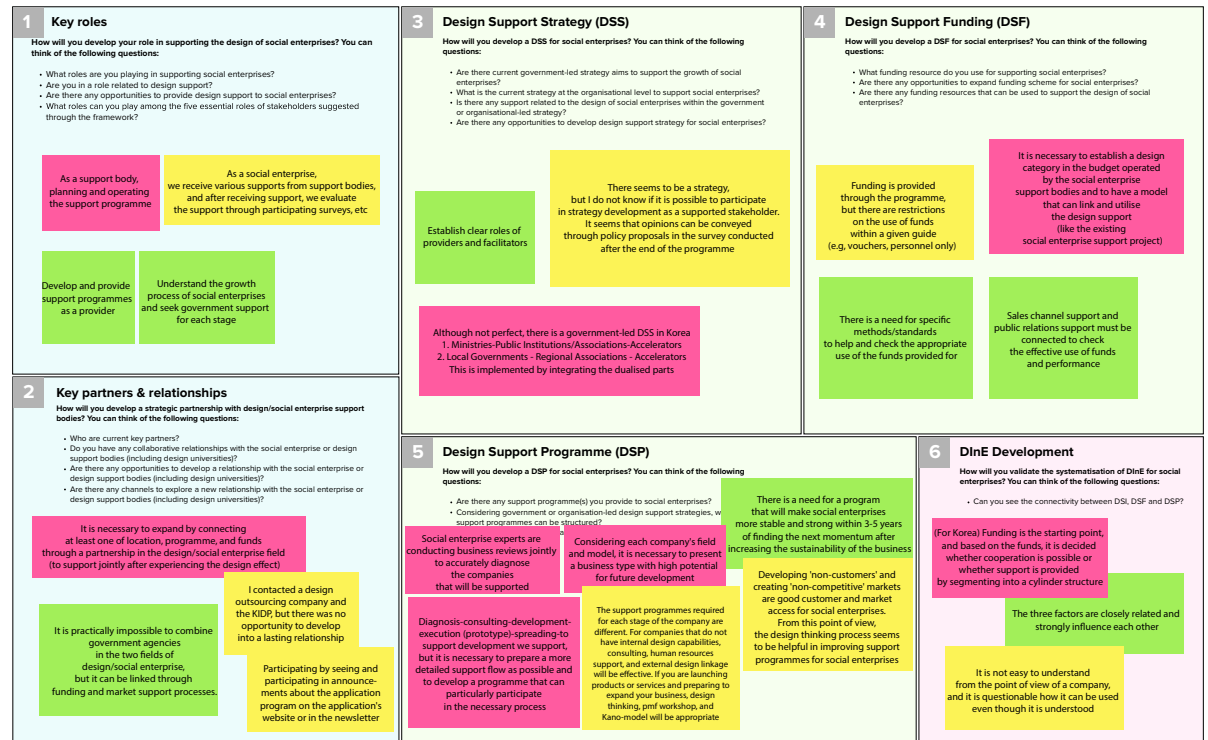 1
Key roles
How will you develop your role in supporting the design of social enterprises? You can
think of the following questions:
• What roles are you playing in supporting social enterprises?
• Are you in a role related to design support?
• Are there any opportunities to provide design support to social enterprises?
• What roles can you play among the five essential roles of stakeholders suggested
through the framework?
As a support body,
planning and operating
the support programme
As a social enterprise,
we receive various supports from support bodies,
and after receiving support, we evaluate
the support through participating surveys, etc
Develop and provide
support programmes
as a provider
Understand the growth
process of social enterprises
and seek government support
for each stage
2
Key partners & relationships
How will you develop a strategic partnership with design/social enterprise support
bodies? You can think of the following questions:
• Who are current key partners?
• Do you have any collaborative relationships with the social enterprise or design
support bodies (including design universities)?
• Are there any opportunities to develop a relationship with the social enterprise or
design support bodies (including design universities)?
• Are there any channels to explore a new relationship with the social enterprise or
design support bodies (including design universities)?
It is necessary to expand by connecting
at least one of location, programme, and funds
through a partnership in the design/social enterprise field
(to support jointly after experiencing the design effect)
I contacted a design
outsourcing company and
the KIDP, but there was no
opportunity to develop
into a lasting relationship
It is practically impossible to combine
government agencies
in the two fields of
design/social enterprise,
but it can be linked through
funding and market support processes.
Participating by seeing and
participating in announce-
ments about the application
program on the application's
website or in the newsletter
3
Design Support Strategy (DSS)
How will you develop a DSS for social enterprises? You can think of the following
questions:
• Are there current government-led strategy aims to support the growth of social
enterprises?
• What is the current strategy at the organisational level to support social enterprises?
• Is there any support related to the design of social enterprises within the government
or organisational-led strategy?
• Are there any opportunities to develop design support strategy for social enterprises?
There seems to be a strategy,
but I do not know if it is possible to participate
in strategy development as a supported stakeholder.
It seems that opinions can be conveyed
through policy proposals in the survey conducted
after the end of the programme
Establish clear roles of
providers and facilitators
Although not perfect, there is a government-led DSS in Korea
1. Ministries-Public Institutions/Associations-Accelerators
2. Local Governments - Regional Associations - Accelerators
This is implemented by integrating the dualised parts
4
Design Support Funding (DSF)
How will you develop a DSF for social enterprises? You can think of the following
questions:
• What funding resource do you use for supporting social enterprises?
• Are there any opportunities to expand funding scheme for social enterprises?
• Are there any funding resources that can be used to support the design of social
enterprises?
Funding is provided
through the programme,
but there are restrictions
on the use of funds
within a given guide
(e.g, vouchers, personnel only)
It is necessary to establish a design
category in the budget operated
by the social enterprise
support bodies and to have a model
that can link and utilise
the design support
(like the existing
social enterprise support project)
There is a need for specific
methods/standards
to help and check the appropriate
use of the funds provided for
Sales channel support and
public relations support must be
connected to check
the effective use of funds
and performance
5
Design Support Programme (DSP)
How will you develop a DSP for social enterprises? You can think of the following
questions:
• Are there any support programme(s) you provide to social enterprises?
• Considering government or organisation-led design support strategies, w
support programmes can be structured?
There is a need for a program
that will make social enterprises
more stable and strong within 3-5 years
of finding the next momentum after
increasing the sustainability of the business
Social enterprise experts are
conducting business reviews jointly
to accurately diagnose
the companies
that will be supported
Considering each company's field
and model, it is necessary to present
a business type with high potential
for future development
Developing 'non-customers' and
creating 'non-competitive' markets
are good customer and market
access for social enterprises.
From this point of view,
the design thinking process seems
to be helpful in improving support
programmes for social enterprises
Diagnosis-consulting-development-
execution (prototype)-spreading-to
support development we support,
but it is necessary to prepare a more
detailed support flow as possible and
to develop a programme that can
particularly participate
in the necessary process
The support programmes required
for each stage of the company are
different. For companies that do not
have internal design capabilities,
consulting, human resources
support, and external design linkage
will be effective. If you are launching
products or services and preparing to
expand your business, design
thinking, pmf workshop, and
Kano-model will be appropriate
6
DInE Development
How will you validate the systematisation of DInE for social
enterprises? You can think of the following questions:
• Can you see the connectivity between DSI, DSF and DSP?
(For Korea) Funding is the starting point,
and based on the funds, it is decided
whether cooperation is possible or
whether support is provided
by segmenting into a cylinder structure
The three factors are closely related and
strongly influence each other
It is not easy to understand
from the point of view of a company,
and it is questionable how it can be used
even though it is understood